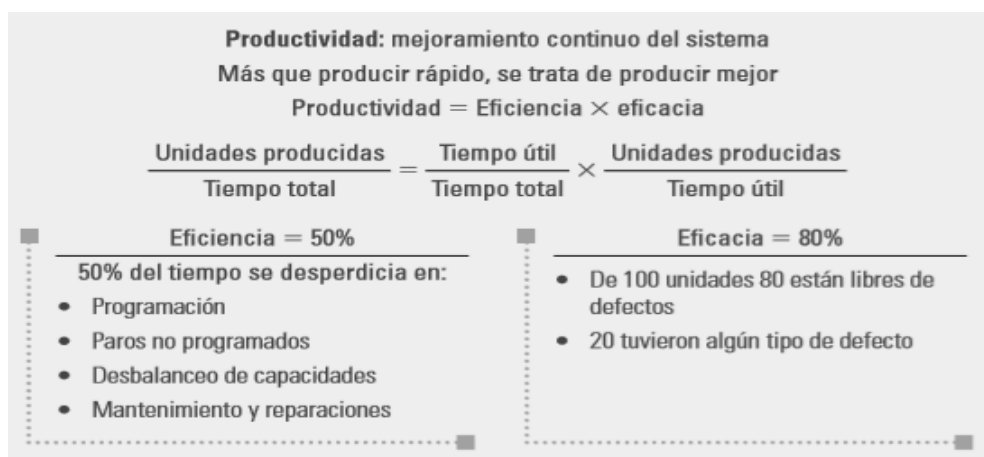 Productividad: mejoramiento continuo del sistema
Más que producir rápido, se trata de producir mejor
Productividad = Eficiencia × eficacia
Unidades producidas / Tiempo total = Tiempo útil / Tiempo total × Unidades producidas / Tiempo útil
Eficiencia = 50%
50% del tiempo se desperdicia en:
• Programación
• Paros no programados
• Desbalanceo de capacidades
• Mantenimiento y reparaciones
Eficacia = 80%
• De 100 unidades 80 están libres de
defectos
• 20 tuvieron algún tipo de defecto